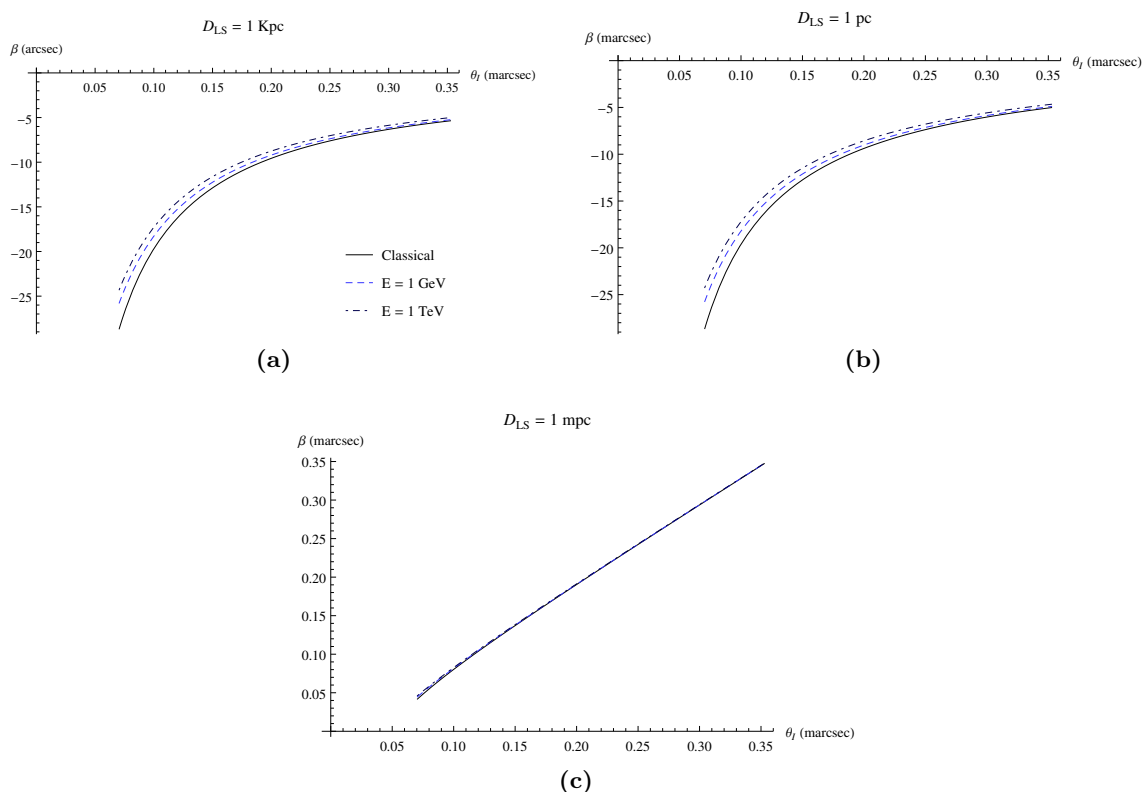 D_LS = 1 Kpc
β (arcsec)
θ_I (marcsec)
0.05 0.10 0.15 0.20 0.25 0.30 0.35
−5
−10
−15
−20
−25
Classical
E = 1 GeV
E = 1 TeV
(a)
D_LS = 1 pc
β (marcsec)
θ_I (marcsec)
0.05 0.10 0.15 0.20 0.25 0.30 0.35
−5
−10
−15
−20
−25
(b)
D_LS = 1 mpc
β (marcsec)
0.35
0.30
0.25
0.20
0.15
0.10
0.05
0.05 0.10 0.15 0.20 0.25 0.30 0.35
θ_I (marcsec)
(c)